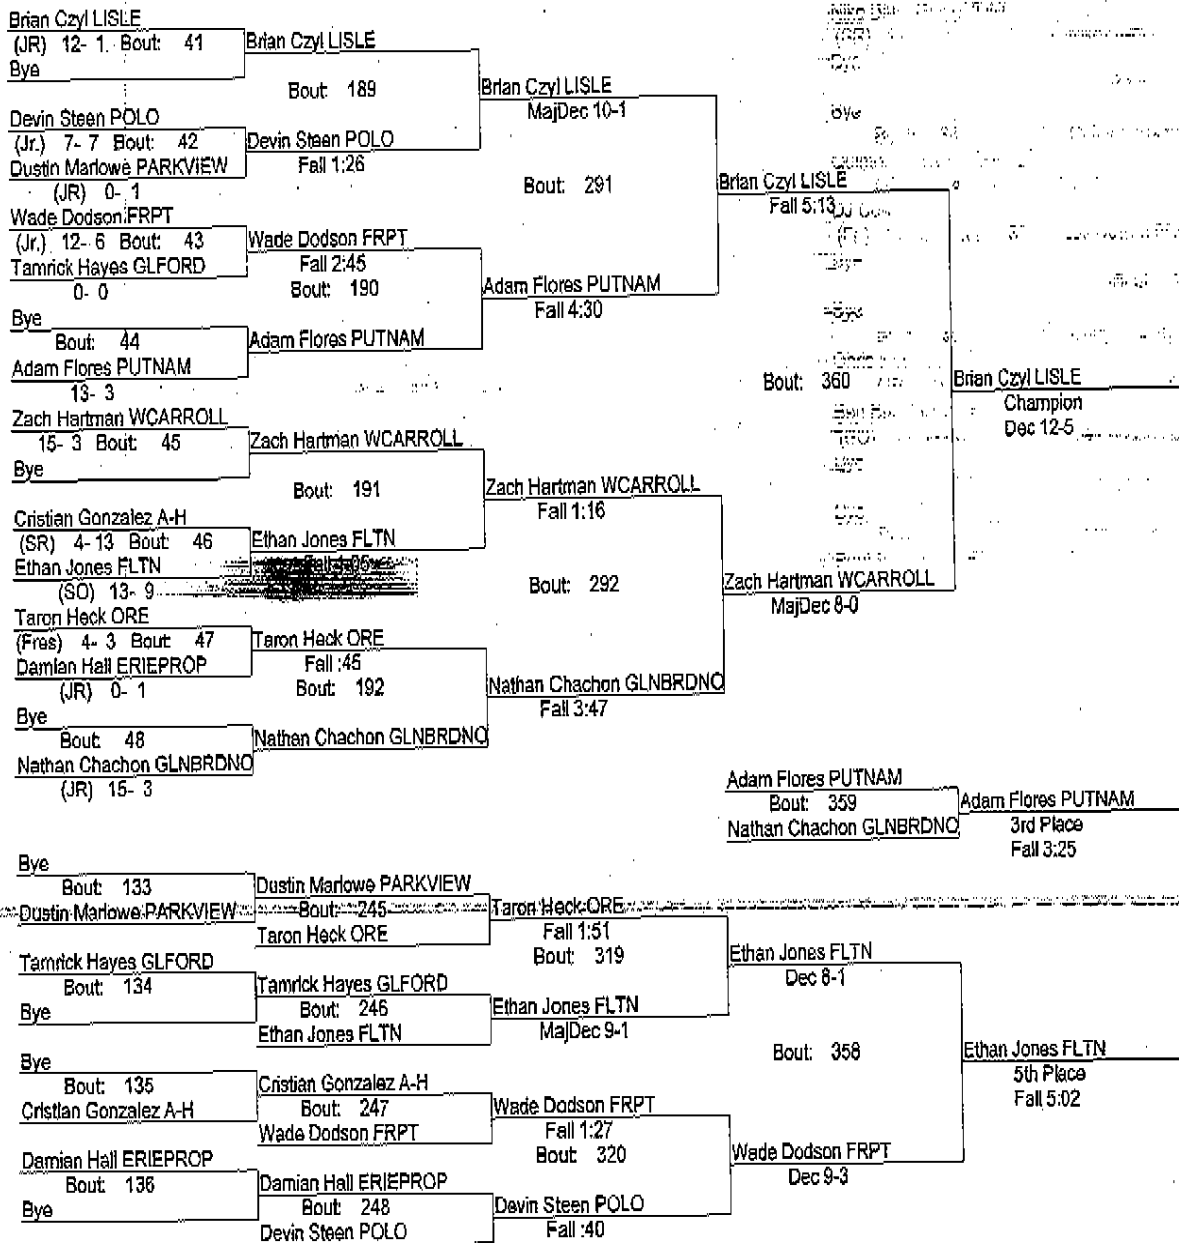 Brian Czyl LISLE
(JR) 12- 1. Bout: 41
Bye
Brian Czyl LISLE
Bout: 189
Devin Steen POLO
(Jr.) 7- 7 Bout: 42
Dustin Marlowe PARKVIEW
(JR) 0- 1
Devin Steen POLO
Fall 1:26
Brian Czyl LISLE
MajDec 10-1
Bout: 291
Wade Dodson FRPT
(Jr.) 12- 6 Bout: 43
Tamrick Hayes GLFORD
0- 0
Wade Dodson FRPT
Fall 2:45
Bout: 190
Bye
Bout: 44
Adam Flores PUTNAM
13- 3
Adam Flores PUTNAM
Adam Flores PUTNAM
Fall 4:30
Brian Czyl LISLE
Fall 5:13
Bout: 360
Brian Czyl LISLE
Champion
Dec 12-5
Zach Hartman WCARROLL
15- 3 Bout: 45
Bye
Zach Hartman WCARROLL
Bout: 191
Cristian Gonzalez A-H
(SR) 4- 13 Bout: 46
Ethan Jones FLTN
(SO) 13- 9
Ethan Jones FLTN
Zach Hartman WCARROLL
Fall 1:16
Bout: 292
Taron Heck ORE
(Fres) 4- 3 Bout: 47
Damian Hall ERIEPROP
(JR) 0- 1
Taron Heck ORE
Fall :45
Bout: 192
Bye
Bout: 48
Nathan Chachon GLNBRDNO
(JR) 15- 3
Nathan Chachon GLNBRDNO
Nathan Chachon GLNBRDNO
Fall 3:47
Zach Hartman WCARROLL
MajDec 8-0
Adam Flores PUTNAM
Bout: 359
Nathan Chachon GLNBRDNO
Adam Flores PUTNAM
3rd Place
Fall 3:25
Bye
Bout: 133
Dustin Marlowe PARKVIEW
Dustin Marlowe PARKVIEW
Bout: 245
Taron Heck ORE
Taron Heck ORE
Fall 1:51
Bout: 319
Tamrick Hayes GLFORD
Bout: 134
Bye
Tamrick Hayes GLFORD
Bout: 246
Ethan Jones FLTN
Ethan Jones FLTN
MajDec 9-1
Ethan Jones FLTN
Dec 8-1
Bout: 358
Bye
Bout: 135
Cristian Gonzalez A-H
Cristian Gonzalez A-H
Bout: 247
Wade Dodson FRPT
Wade Dodson FRPT
Fall 1:27
Bout: 320
Damian Hall ERIEPROP
Bout: 136
Bye
Damian Hall ERIEPROP
Bout: 248
Devin Steen POLO
Devin Steen POLO
Fall :40
Wade Dodson FRPT
Dec 9-3
Ethan Jones FLTN
5th Place
Fall 5:02